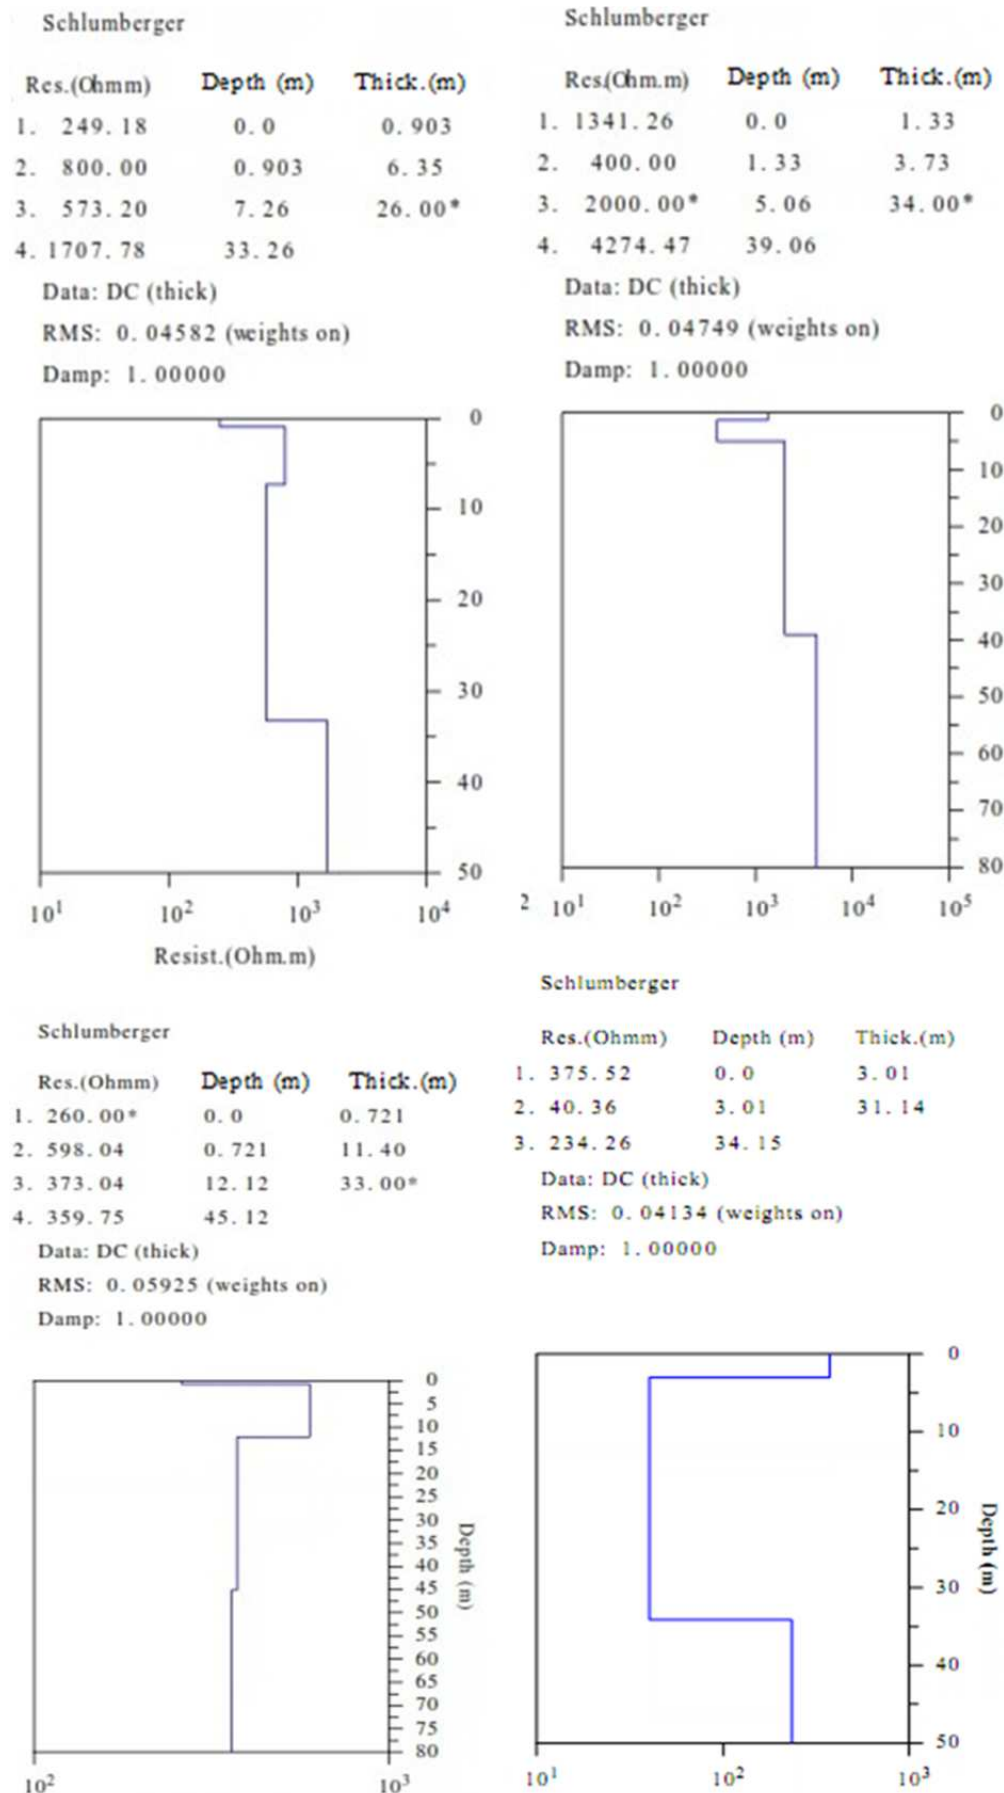 Schlumberger
Res.(Ohmm) Depth (m) Thick.(m)
1. 249.18 0.0 0.903
2. 800.00 0.903 6.35
3. 573.20 7.26 26.00*
4. 1707.78 33.26
Data: DC (thick)
RMS: 0.04582 (weights on)
Damp: 1.00000
0
10
20
30
40
50
10¹ 10² 10³ 10⁴
Resist.(Ohm.m)
Schlumberger
Res.(Ohm.m) Depth (m) Thick.(m)
1. 1341.26 0.0 1.33
2. 400.00 1.33 3.73
3. 2000.00* 5.06 34.00*
4. 4274.47 39.06
Data: DC (thick)
RMS: 0.04749 (weights on)
Damp: 1.00000
0
10
20
30
40
50
60
70
80
2 10¹ 10² 10³ 10⁴ 10⁵
Schlumberger
Res.(Ohmm) Depth (m) Thick.(m)
1. 260.00* 0.0 0.721
2. 598.04 0.721 11.40
3. 373.04 12.12 33.00*
4. 359.75 45.12
Data: DC (thick)
RMS: 0.05925 (weights on)
Damp: 1.00000
0
5
10
15
20
25
30
35
40
45
50
55
60
65
70
75
80
Depth (m)
10² 10³
Schlumberger
Res.(Ohmm) Depth (m) Thick.(m)
1. 375.52 0.0 3.01
2. 40.36 3.01 31.14
3. 234.26 34.15
Data: DC (thick)
RMS: 0.04134 (weights on)
Damp: 1.00000
0
10
20
30
40
50
Depth (m)
10¹ 10² 10³